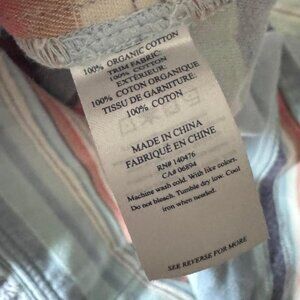 100% ORGANIC COTTON
TRIM FABRIC:
100% COTTON
EXTÉRIEUR:
100% COTON ORGANIQUE
TISSU DE GARNITURE:
100% COTON
MADE IN CHINA
FABRIQUÉ EN CHINE
RN# 140476
CA# 06894
Machine wash cold. With like colors.
Do not bleach. Tumble dry low. Cool
iron when needed.
SEE REVERSE FOR MORE